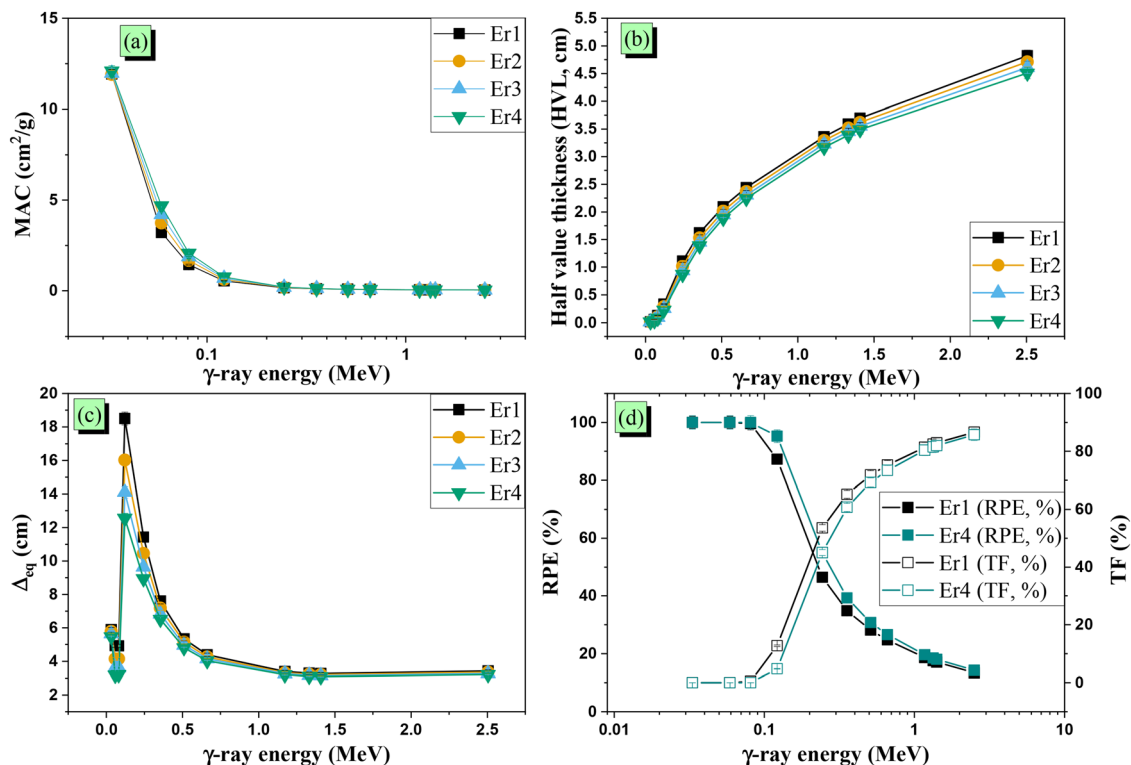 (a)
Er1
Er2
Er3
Er4
15
10
5
0
0.1
1
MAC (cm²/g)
γ-ray energy (MeV)
(b)
5.0
4.5
4.0
3.5
3.0
2.5
2.0
1.5
1.0
0.5
0.0
Er1
Er2
Er3
Er4
0.0
0.5
1.0
1.5
2.0
2.5
Half value thickness (HVL, cm)
γ-ray energy (MeV)
(c)
Er1
Er2
Er3
Er4
20
18
16
14
12
10
8
6
4
2
0.0
0.5
1.0
1.5
2.0
2.5
Δeq (cm)
γ-ray energy (MeV)
(d)
100
90
80
70
60
50
40
30
20
10
100
80
60
40
20
0
Er1 (RPE, %)
Er4 (RPE, %)
Er1 (TF, %)
Er4 (TF, %)
0.01
0.1
1
10
RPE (%)
TF (%)
γ-ray energy (MeV)